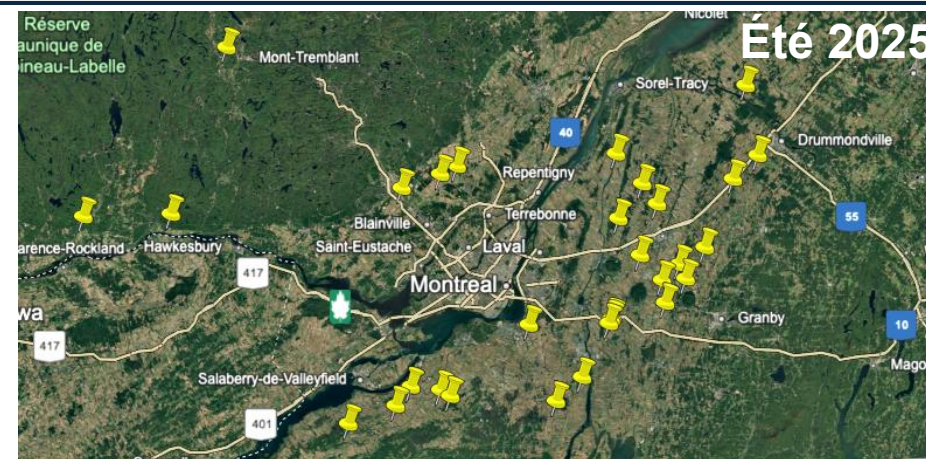 Réserve
aunique de
pineau-Labelle
Nicolet
Été 2025
Mont-Tremblant
Sorel-Tracy
40
Drummondville
Repentigny
Blainville
Terrebonne
55
arence-Rockland
Hawkesbury
Saint-Eustache
Laval
417
Montreal
wa
Granby
10
417
Salaberry-de-Valleyfield
Mago
401